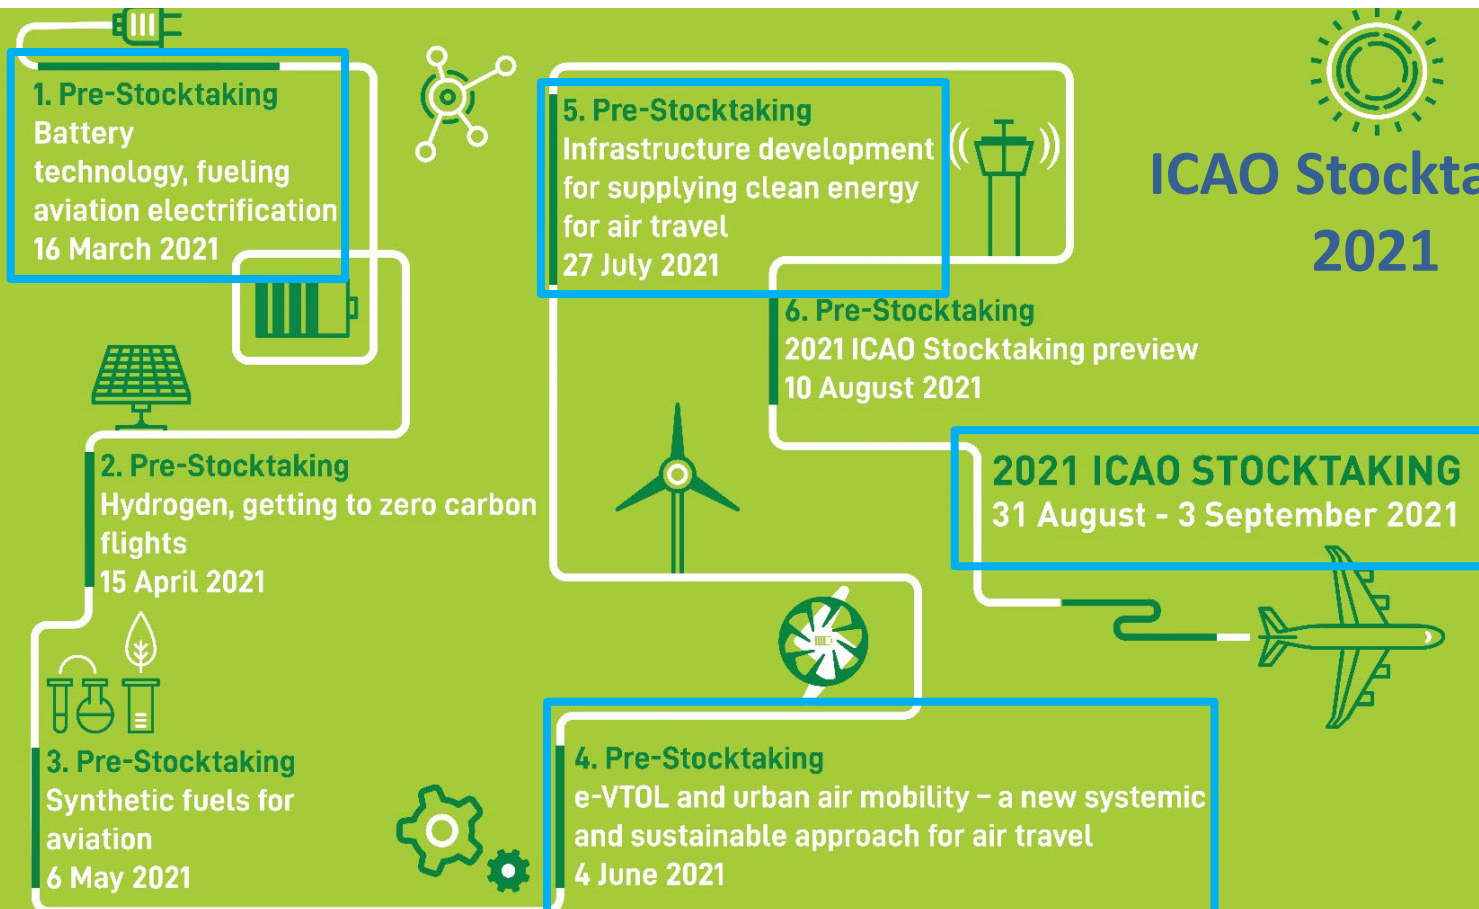 1. Pre-Stocktaking
Battery
technology, fueling
aviation electrification
16 March 2021
2. Pre-Stocktaking
Hydrogen, getting to zero carbon
flights
15 April 2021
3. Pre-Stocktaking
Synthetic fuels for
aviation
6 May 2021
4. Pre-Stocktaking
e-VTOL and urban air mobility – a new systemic
and sustainable approach for air travel
4 June 2021
5. Pre-Stocktaking
Infrastructure development
for supplying clean energy
for air travel
27 July 2021
6. Pre-Stocktaking
2021 ICAO Stocktaking preview
10 August 2021
ICAO Stockta
2021
2021 ICAO STOCKTAKING
31 August - 3 September 2021